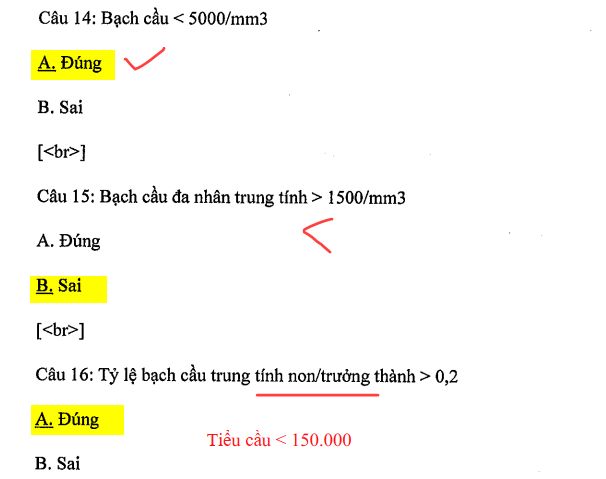 Câu 14: Bạch cầu < 5000/mm3
A. Đúng
B. Sai
[<br>]
Câu 15: Bạch cầu đa nhân trung tính > 1500/mm3
<
A. Đúng
B. Sai
[<br>]
Câu 16: Tỷ lệ bạch cầu trung tính non/trưởng thành > 0,2
A. Đúng
Tiểu cầu < 150.000
B. Sai